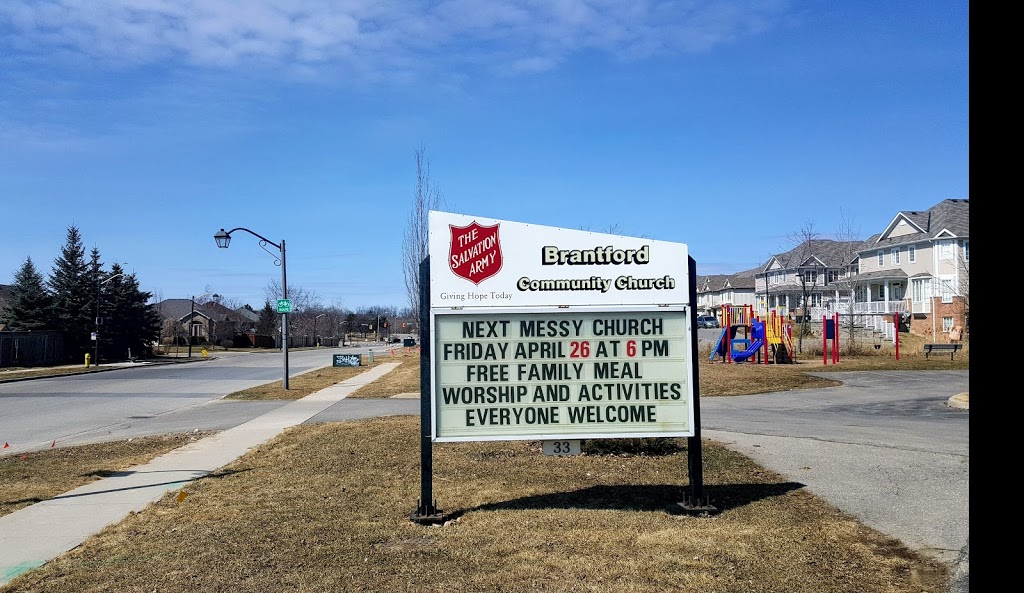 THE
SALVATION
ARMY
Giving Hope Today
Brantford
Community Church
NEXT MESSY CHURCH
FRIDAY APRIL 26 AT 6 PM
FREE FAMILY MEAL
WORSHIP AND ACTIVITIES
EVERYONE WELCOME
33